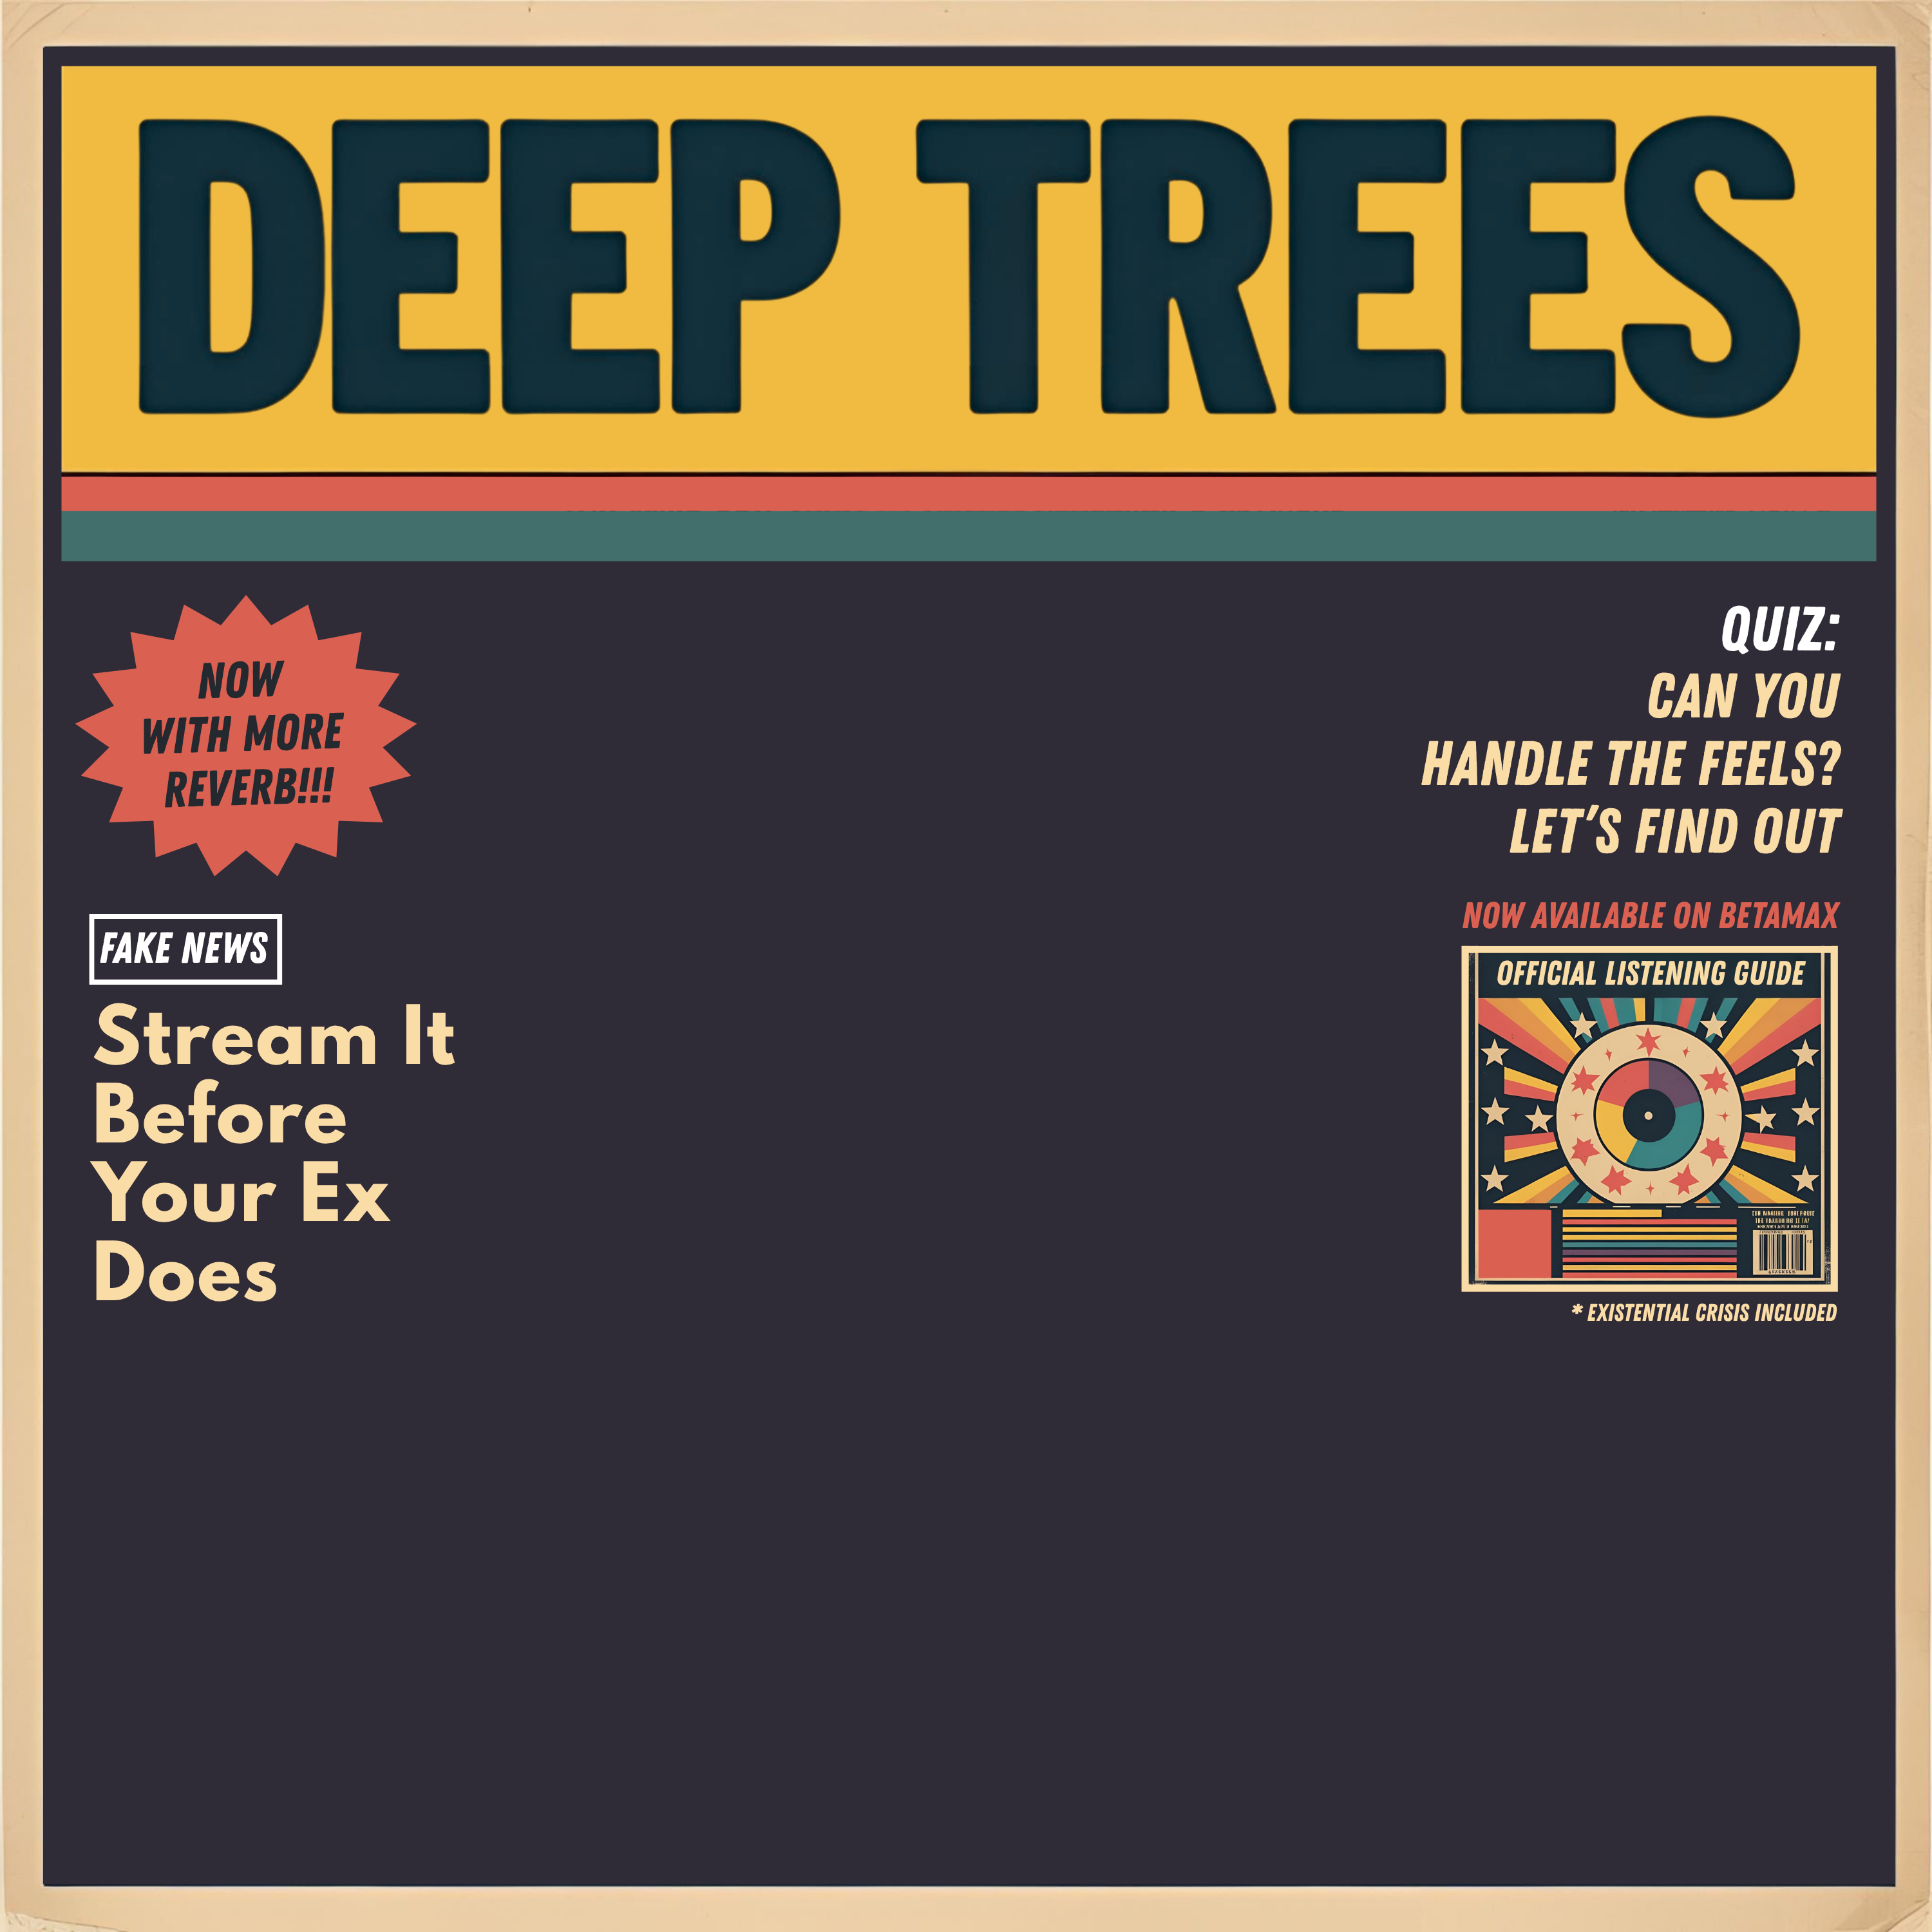 DEEP TREES
NOW
WITH MORE
REVERB!!!
FAKE NEWS
Stream It
Before
Your Ex
Does
QUIZ:
CAN YOU
HANDLE THE FEELS?
LET'S FIND OUT
NOW AVAILABLE ON BETAMAX
OFFICIAL LISTENING GUIDE
* EXISTENTIAL CRISIS INCLUDED